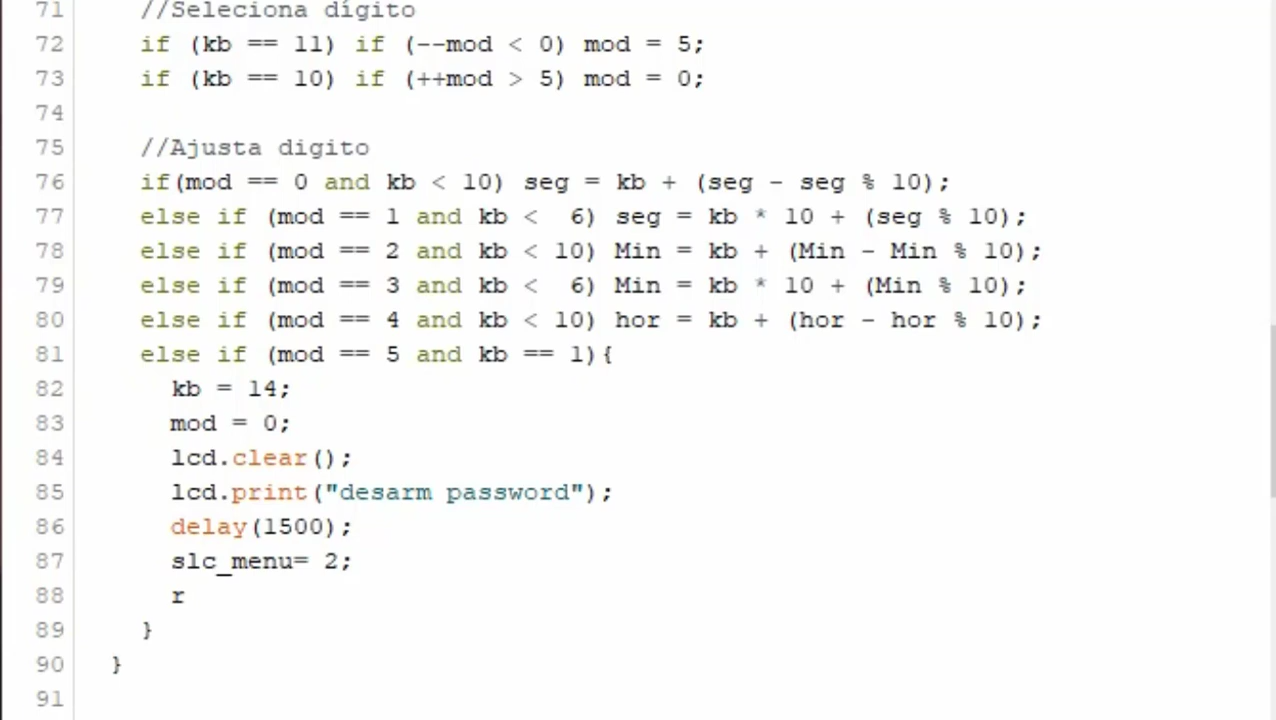 71 //Seleciona dígito
72 if (kb == 11) if (--mod < 0) mod = 5;
73 if (kb == 10) if (++mod > 5) mod = 0;
74
75 //Ajusta digito
76 if(mod == 0 and kb < 10) seg = kb + (seg - seg % 10);
77 else if (mod == 1 and kb <  6) seg = kb * 10 + (seg % 10);
78 else if (mod == 2 and kb < 10) Min = kb + (Min - Min % 10);
79 else if (mod == 3 and kb <  6) Min = kb * 10 + (Min % 10);
80 else if (mod == 4 and kb < 10) hor = kb + (hor - hor % 10);
81 else if (mod == 5 and kb == 1){
82 kb = 14;
83 mod = 0;
84 lcd.clear();
85 lcd.print("desarm password");
86 delay(1500);
87 slc_menu= 2;
88 r
89 }
90 }
91